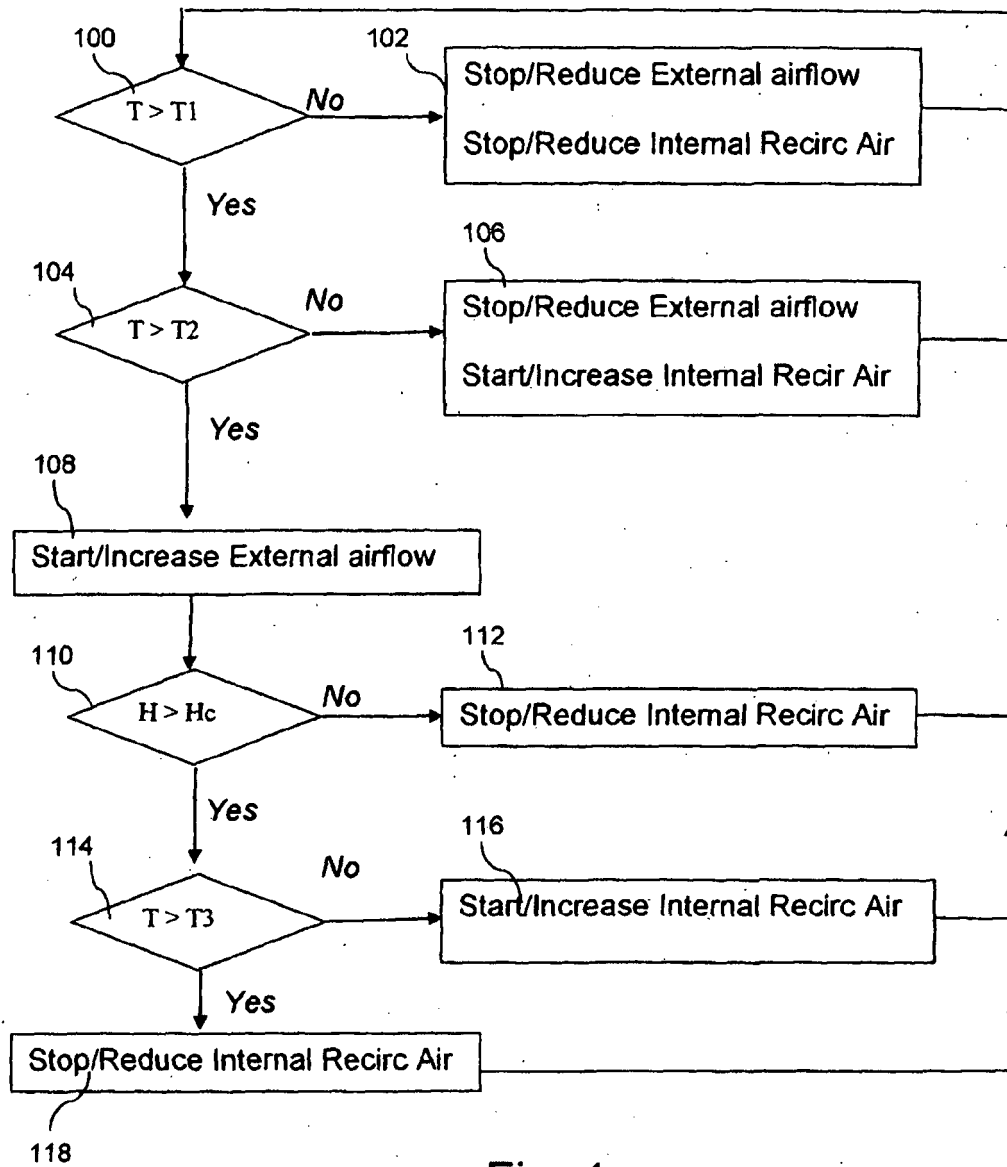 100
102
T > T1
No
Stop/Reduce External airflow
Stop/Reduce Internal Recirc Air
Yes
106
104
T > T2
No
Stop/Reduce External airflow
Start/Increase Internal Recir Air
Yes
108
Start/Increase External airflow
110
112
H > Hc
No
Stop/Reduce Internal Recirc Air
Yes
114
116
T > T3
No
Start/Increase Internal Recirc Air
Yes
Stop/Reduce Internal Recirc Air
118